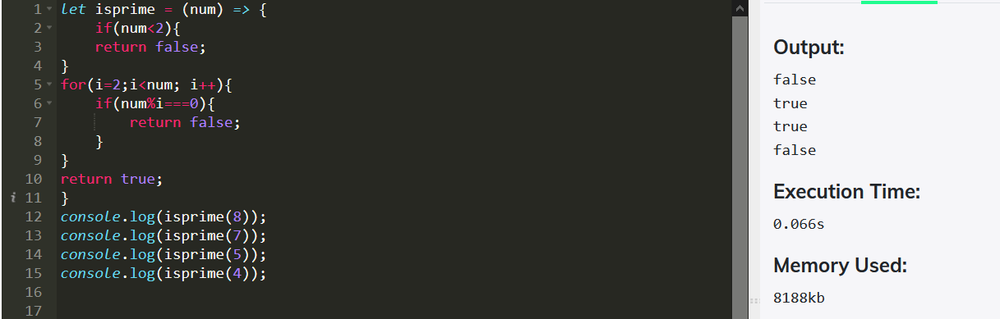 1 let isprime = (num) => {
2     if(num<2){
3     return false;
4 }
5 for(i=2;i<num; i++){
6     if(num%i===0){
7         return false;
8     }
9 }
10 return true;
i 11 }
12 console.log(isprime(8));
13 console.log(isprime(7));
14 console.log(isprime(5));
15 console.log(isprime(4));
16
17
Output:
false
true
true
false
Execution Time:
0.066s
Memory Used:
8188kb